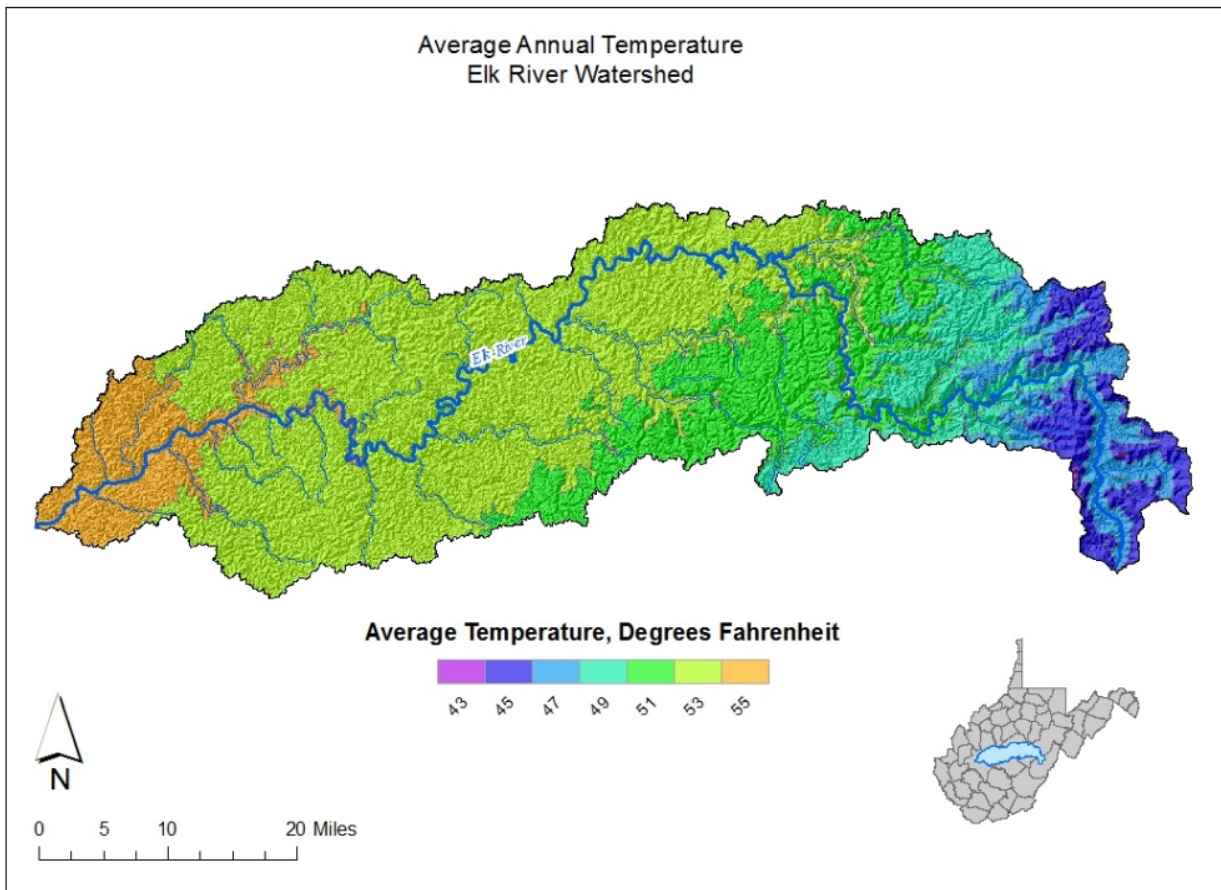 Average Annual Temperature
Elk River Watershed
Elk River
Average Temperature, Degrees Fahrenheit
43 45 47 49 51 53 55
N
0 5 10 20 Miles